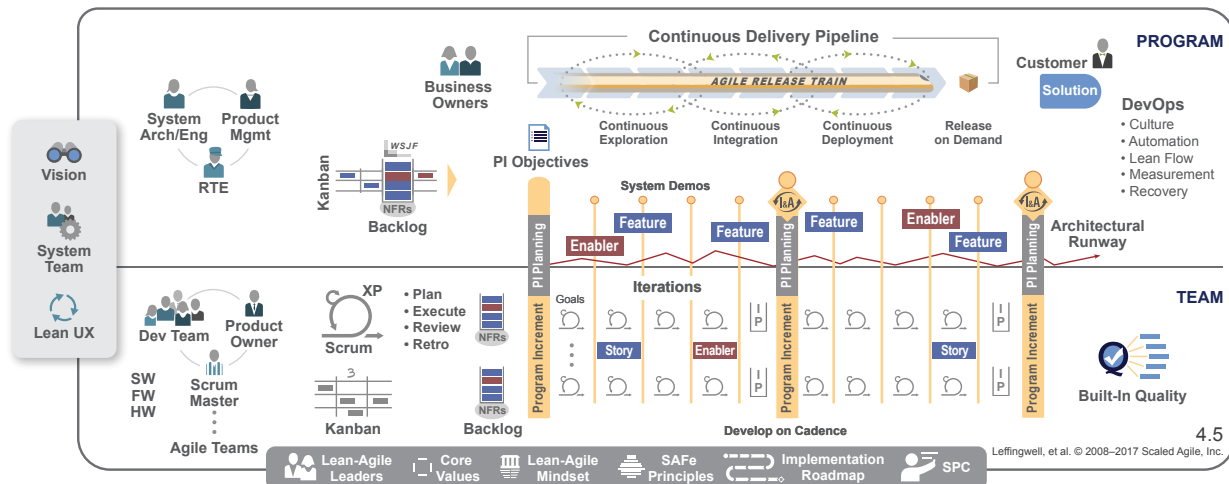 Continuous Delivery Pipeline
PROGRAM
AGILE RELEASE TRAIN
Customer
Solution
Business
Owners
System
Arch/Eng
Product
Mgmt
RTE
Continuous
Exploration
Continuous
Integration
Continuous
Deployment
Release
on Demand
DevOps
• Culture
• Automation
• Lean Flow
• Measurement
• Recovery
Vision
System
Team
Lean UX
Kanban
WSJF
NFRs
Backlog
PI Objectives
System Demos
I&A
I&A
PI Planning
PI Planning
PI Planning
Enabler
Feature
Feature
Feature
Enabler
Feature
Architectural
Runway
TEAM
Dev Team
Product
Owner
Scrum
Master
SW
FW
HW
Agile Teams
XP
Scrum
• Plan
• Execute
• Review
• Retro
3
Kanban
NFRs
NFRs
Backlog
Program Increment
Program Increment
Program Increment
Iterations
Goals
Story
Enabler
Story
I
P
I
P
I
P
I
P
Develop on Cadence
Built-In Quality
4.5
Leffingwell, et al. © 2008–2017 Scaled Agile, Inc.
Lean-Agile
Leaders
Core
Values
Lean-Agile
Mindset
SAFe
Principles
Implementation
Roadmap
SPC